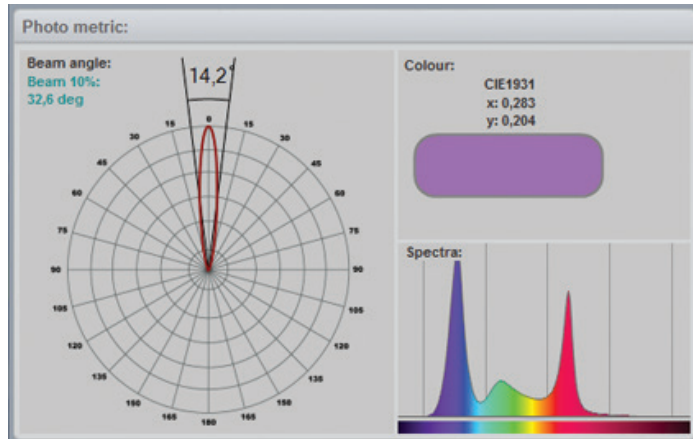 Photo metric:
Beam angle:
Beam 10%:
32,6 deg
14,2°
0
15
15
30
30
45
45
60
60
75
75
90
90
105
105
120
120
135
135
150
150
165
165
180
Colour:
CIE1931
x: 0,283
y: 0,204
Spectra: